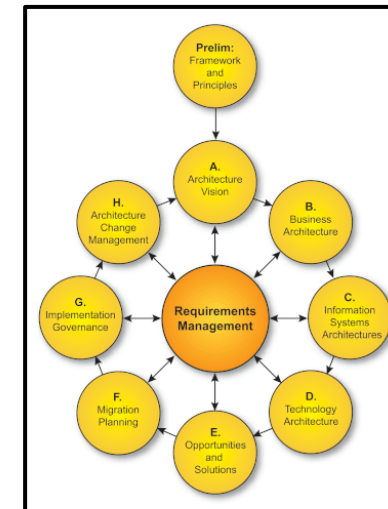 Prelim:
Framework
and
Principles
A.
Architecture
Vision
H.
Architecture
Change
Management
B.
Business
Architecture
G.
Implementation
Governance
Requirements
Management
C.
Information
Systems
Architectures
F.
Migration
Planning
D.
Technology
Architecture
E.
Opportunities
and
Solutions